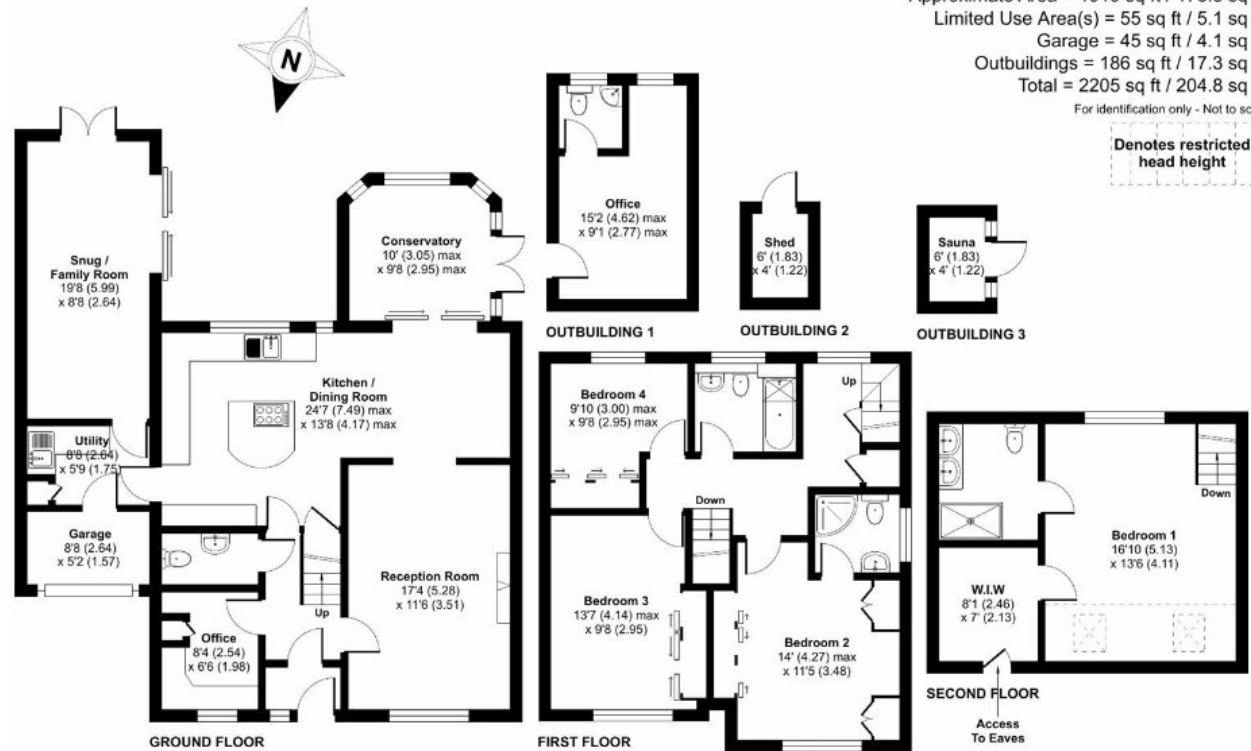 Limited Use Area(s) = 55 sq ft / 5.1 sq
Garage = 45 sq ft / 4.1 sq
Outbuildings = 186 sq ft / 17.3 sq
Total = 2205 sq ft / 204.8 sq
For identification only - Not to sc
Denotes restricted
head height
N
Snug /
Family Room
19'8 (5.99)
x 8'8 (2.64)
Conservatory
10' (3.05) max
x 9'8 (2.95) max
Kitchen /
Dining Room
24'7 (7.49) max
x 13'8 (4.17) max
Utility
8'8 (2.64)
x 5'9 (1.75)
Garage
8'8 (2.64)
x 5'2 (1.57)
Office
8'4 (2.54)
x 6'6 (1.98)
Up
Reception Room
17'4 (5.28)
x 11'6 (3.51)
GROUND FLOOR
Office
15'2 (4.62) max
x 9'1 (2.77) max
OUTBUILDING 1
Shed
6' (1.83)
x 4' (1.22)
OUTBUILDING 2
Sauna
6' (1.83)
x 4' (1.22)
OUTBUILDING 3
Bedroom 4
9'10 (3.00) max
x 9'8 (2.95) max
Up
Down
Bedroom 3
13'7 (4.14) max
x 9'8 (2.95)
Bedroom 2
14' (4.27) max
x 11'5 (3.48)
FIRST FLOOR
Down
Bedroom 1
16'10 (5.13)
x 13'6 (4.11)
W.I.W
8'1 (2.46)
x 7' (2.13)
SECOND FLOOR
Access
To Eaves